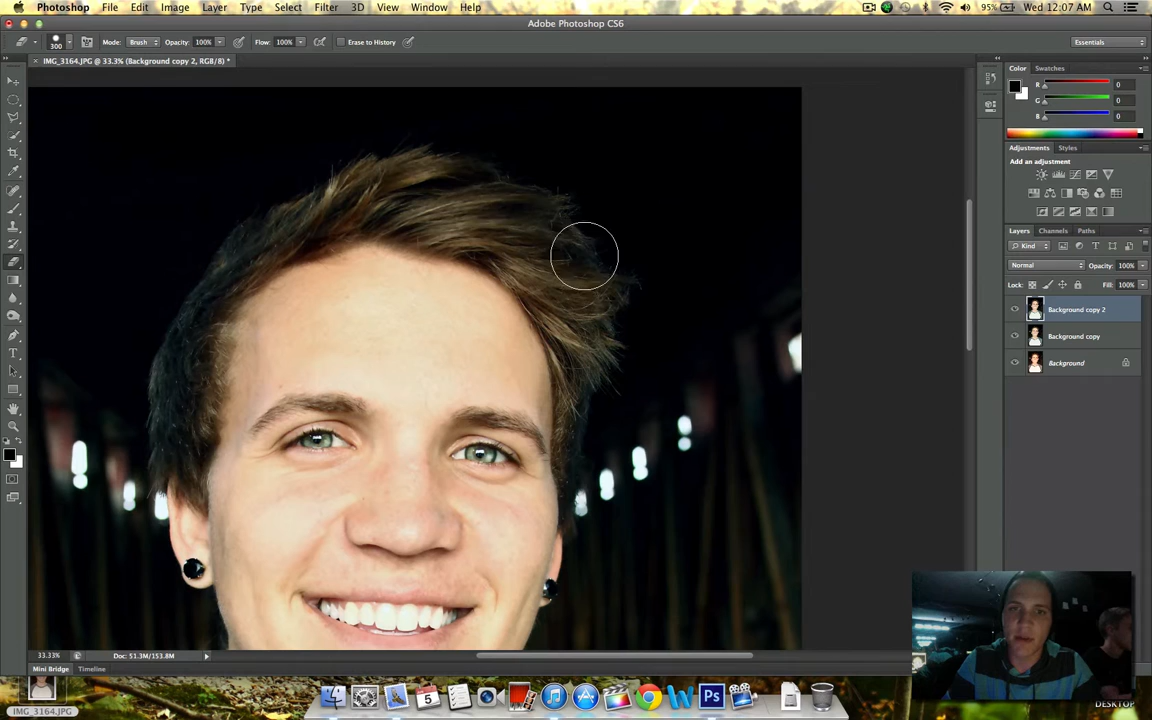 Photoshop File Edit Image Layer Type Select Filter 3D View Window Help 95% Wed 12:07 AM
Adobe Photoshop CS6
300 Mode: Brush Opacity: 100% Flow: 100% Erase to History Essentials
× IMG_3164.JPG @ 33.3% (Background copy 2, RGB/8) *
Color Swatches
R 0
G 0
B 0
Adjustments Styles
Add an adjustment
Layers Channels Paths
Kind
Normal Opacity: 100%
Lock: Fill: 100%
Background copy 2
Background copy
Background
33.33% Doc: 51.3M/153.8M
Mini Bridge Timeline
IMG_3164.JPG
DESKTOP